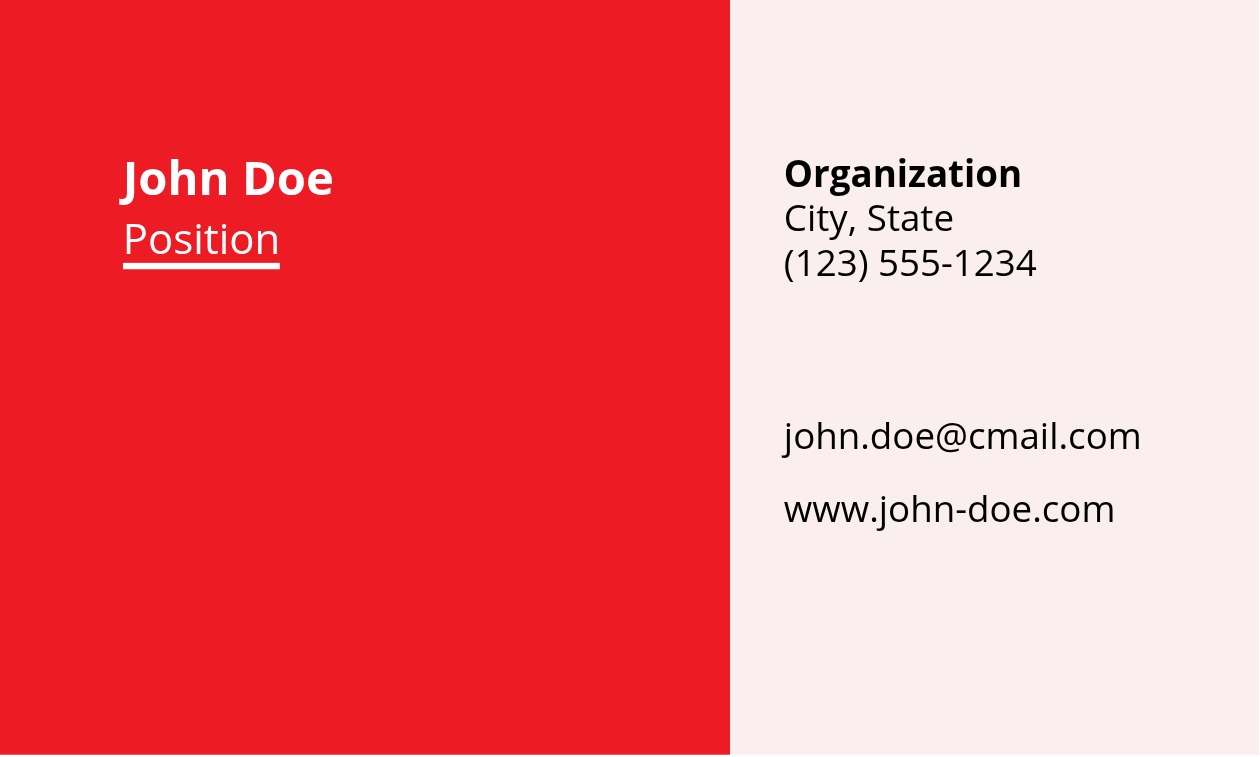 John Doe
Position
Organization
City, State
(123) 555-1234
john.doe@cmail.com
www.john-doe.com